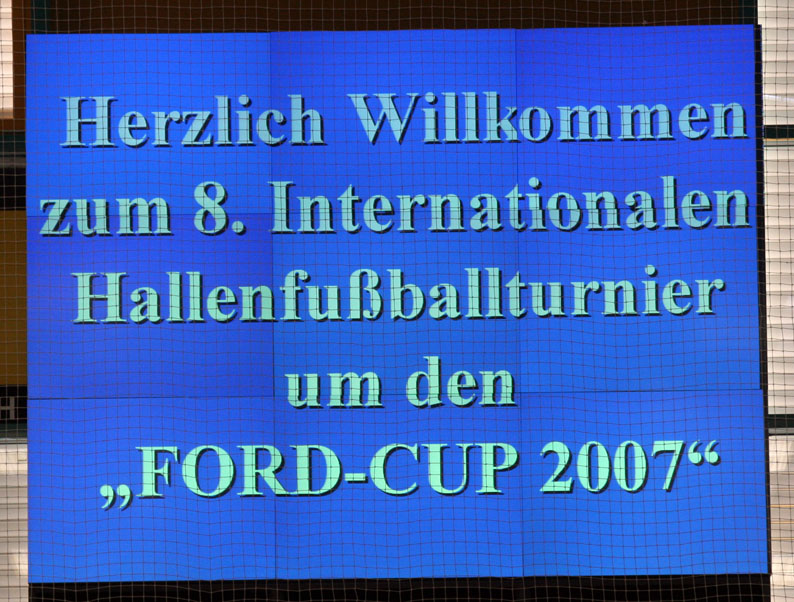 Herzlich Willkommen
zum 8. Internationalen
Hallenfußballturnier
um den
„FORD-CUP 2007“
H